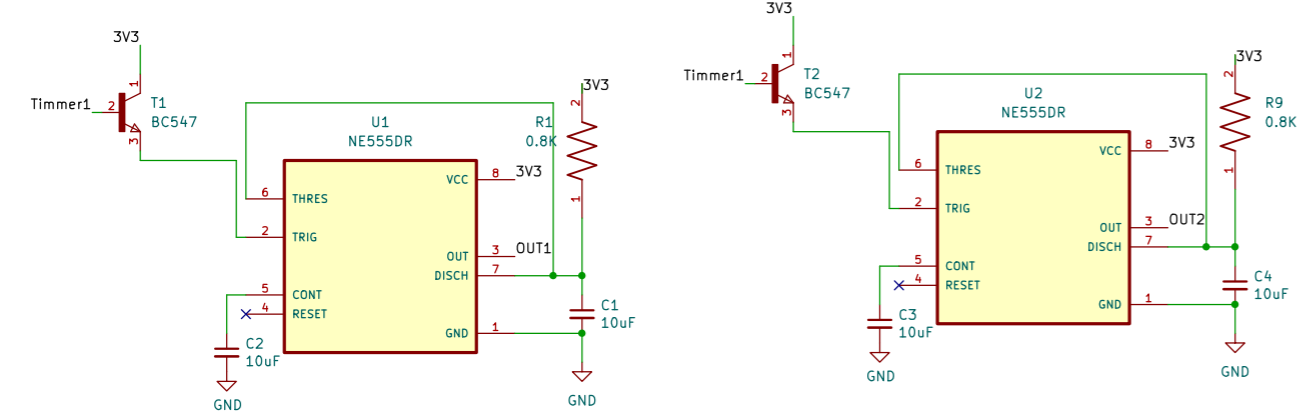 3V3
Timmer1
1
2
3
T1
BC547
U1
NE555DR
6
THRES
2
TRIG
5
CONT
4
RESET
VCC
8
3V3
OUT
3
OUT1
DISCH
7
GND
1
3V3
2
R1
0.8K
1
C1
10uF
GND
C2
10uF
GND
3V3
Timmer1
1
2
3
T2
BC547
U2
NE555DR
6
THRES
2
TRIG
5
CONT
4
RESET
VCC
8
3V3
OUT
3
OUT2
DISCH
7
GND
1
3V3
2
R9
0.8K
1
C4
10uF
GND
C3
10uF
GND